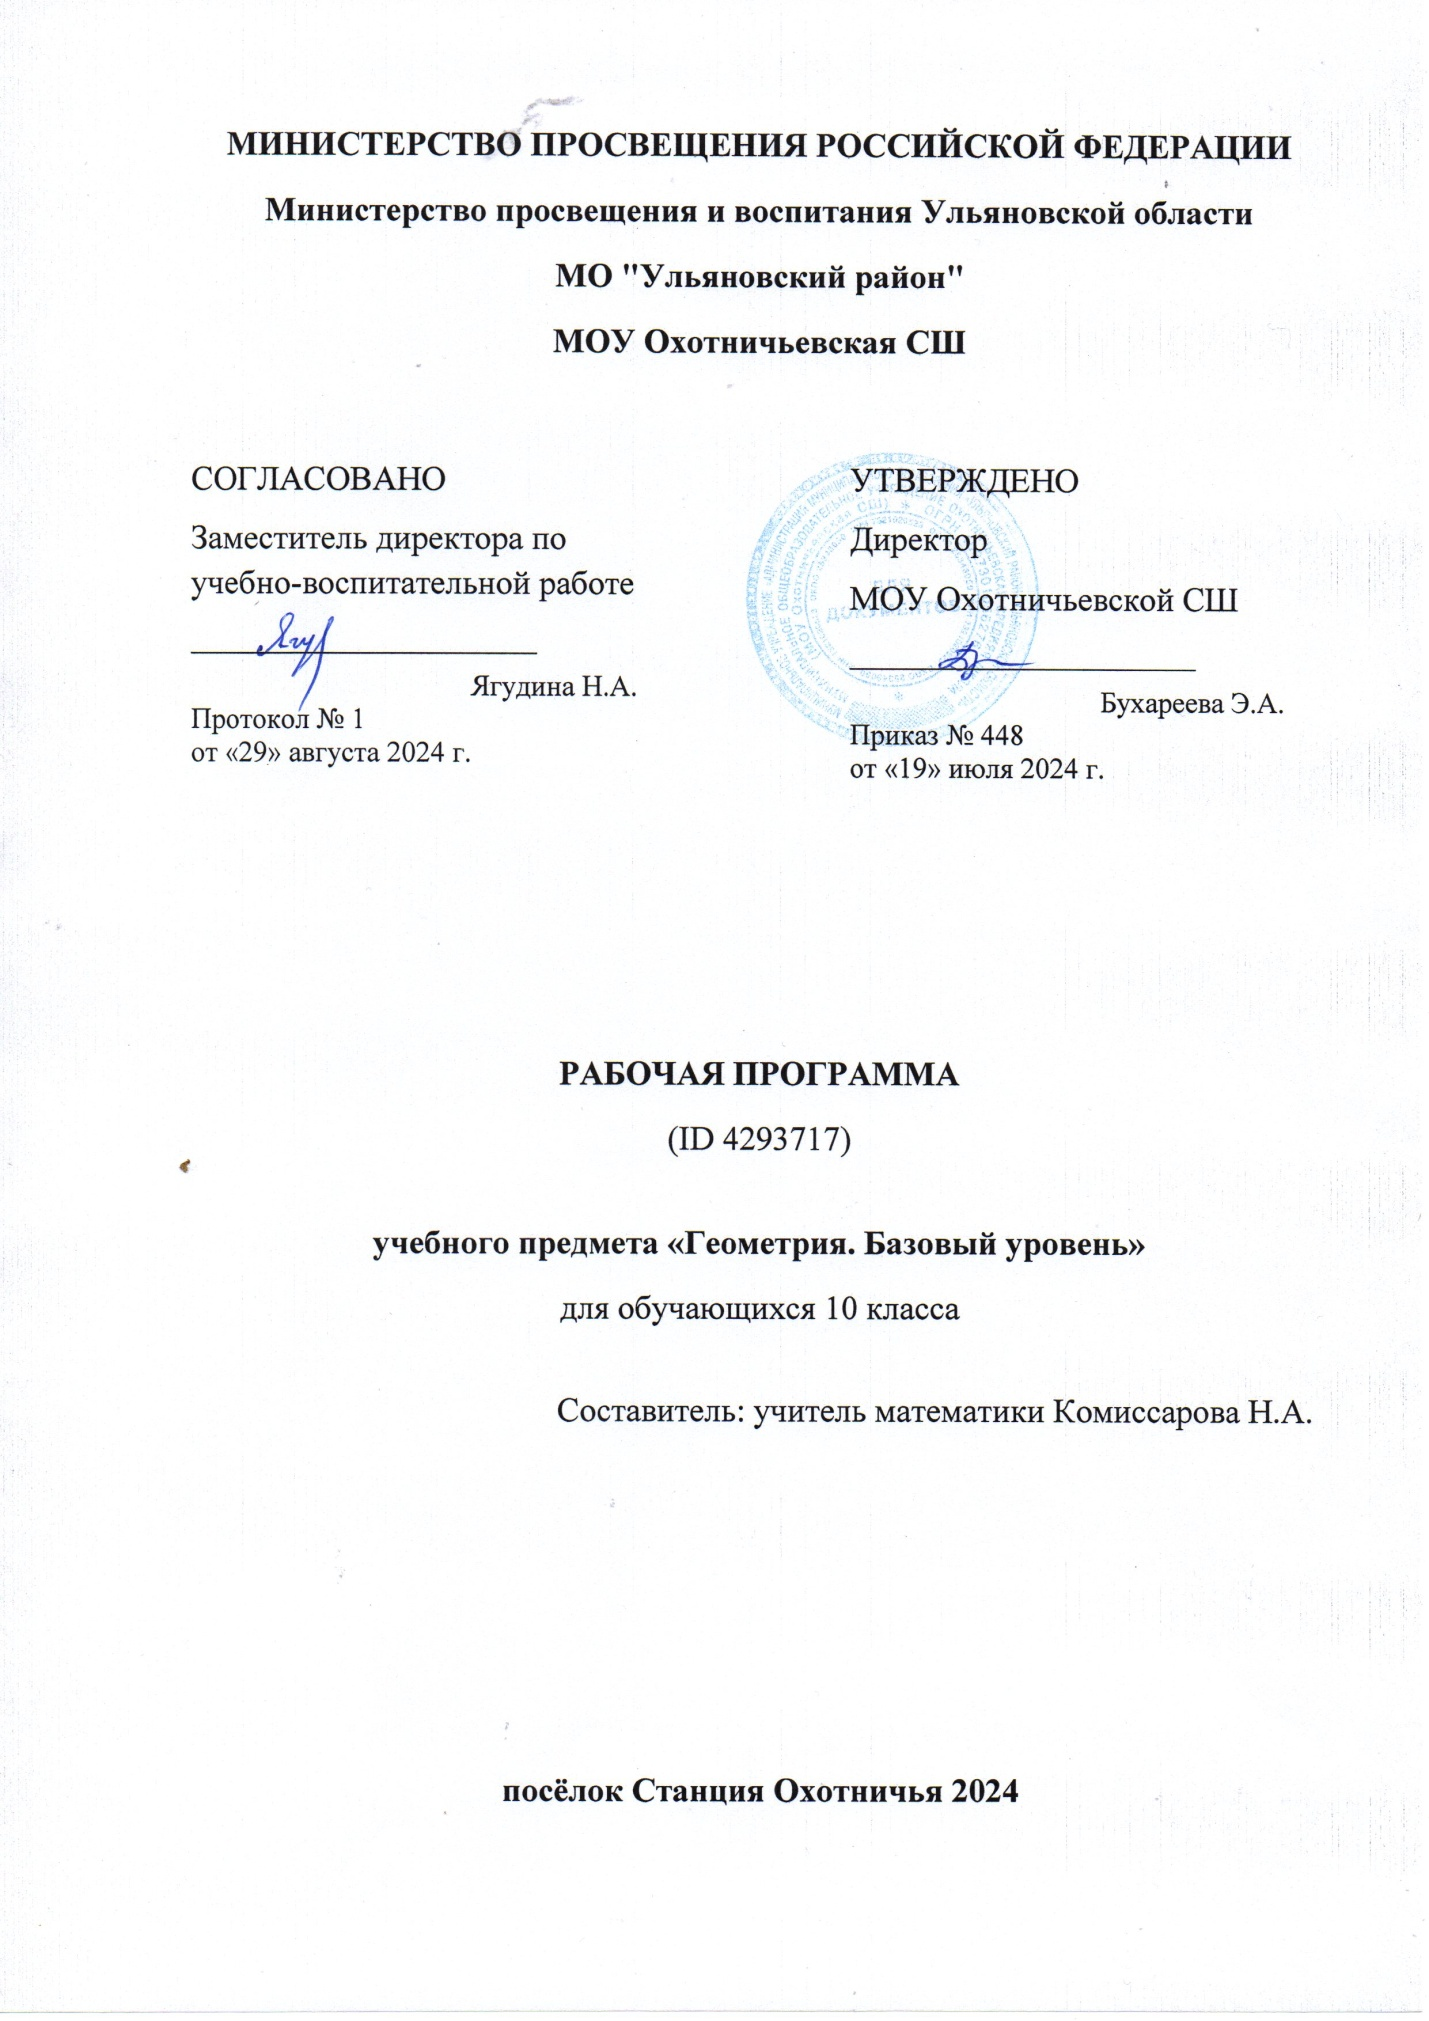 МИНИСТЕРСТВО ПРОСВЕЩЕНИЯ РОССИЙСКОЙ ФЕДЕРАЦИИ
Министерство просвещения и воспитания Ульяновской области
МО "Ульяновский район"
МОУ Охотничьевская СШ
СОГЛАСОВАНО
Заместитель директора по
учебно-воспитательной работе
Ягудина Н.А.
Протокол № 1
от «29» августа 2024 г.
УТВЕРЖДЕНО
Директор
МОУ Охотничьевской СШ
Бухареева Э.А.
Приказ № 448
от «19» июля 2024 г.
ДЛЯ
ДОКУМЕНТОВ
РАБОЧАЯ ПРОГРАММА
(ID 4293717)
учебного предмета «Геометрия. Базовый уровень»
для обучающихся 10 класса
Составитель: учитель математики Комиссарова Н.А.
посёлок Станция Охотничья 2024